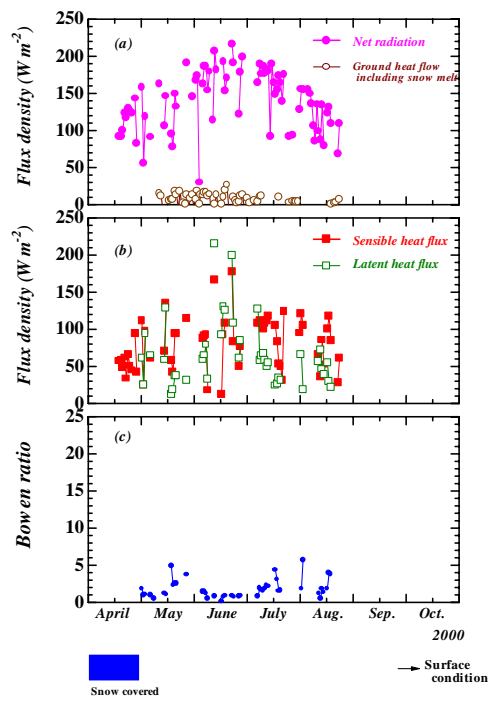 250
(a)
Net radiation
200
Ground heat flow
including snow melt
150
100
50
0
Flux density (W m-2)
250
(b)
Sensible heat flux
200
Latent heat flux
150
100
50
0
Flux density (W m-2)
25
(c)
20
15
10
5
0
Bowen ratio
April May June July Aug. Sep. Oct.
2000
Surface
condition
Snow covered